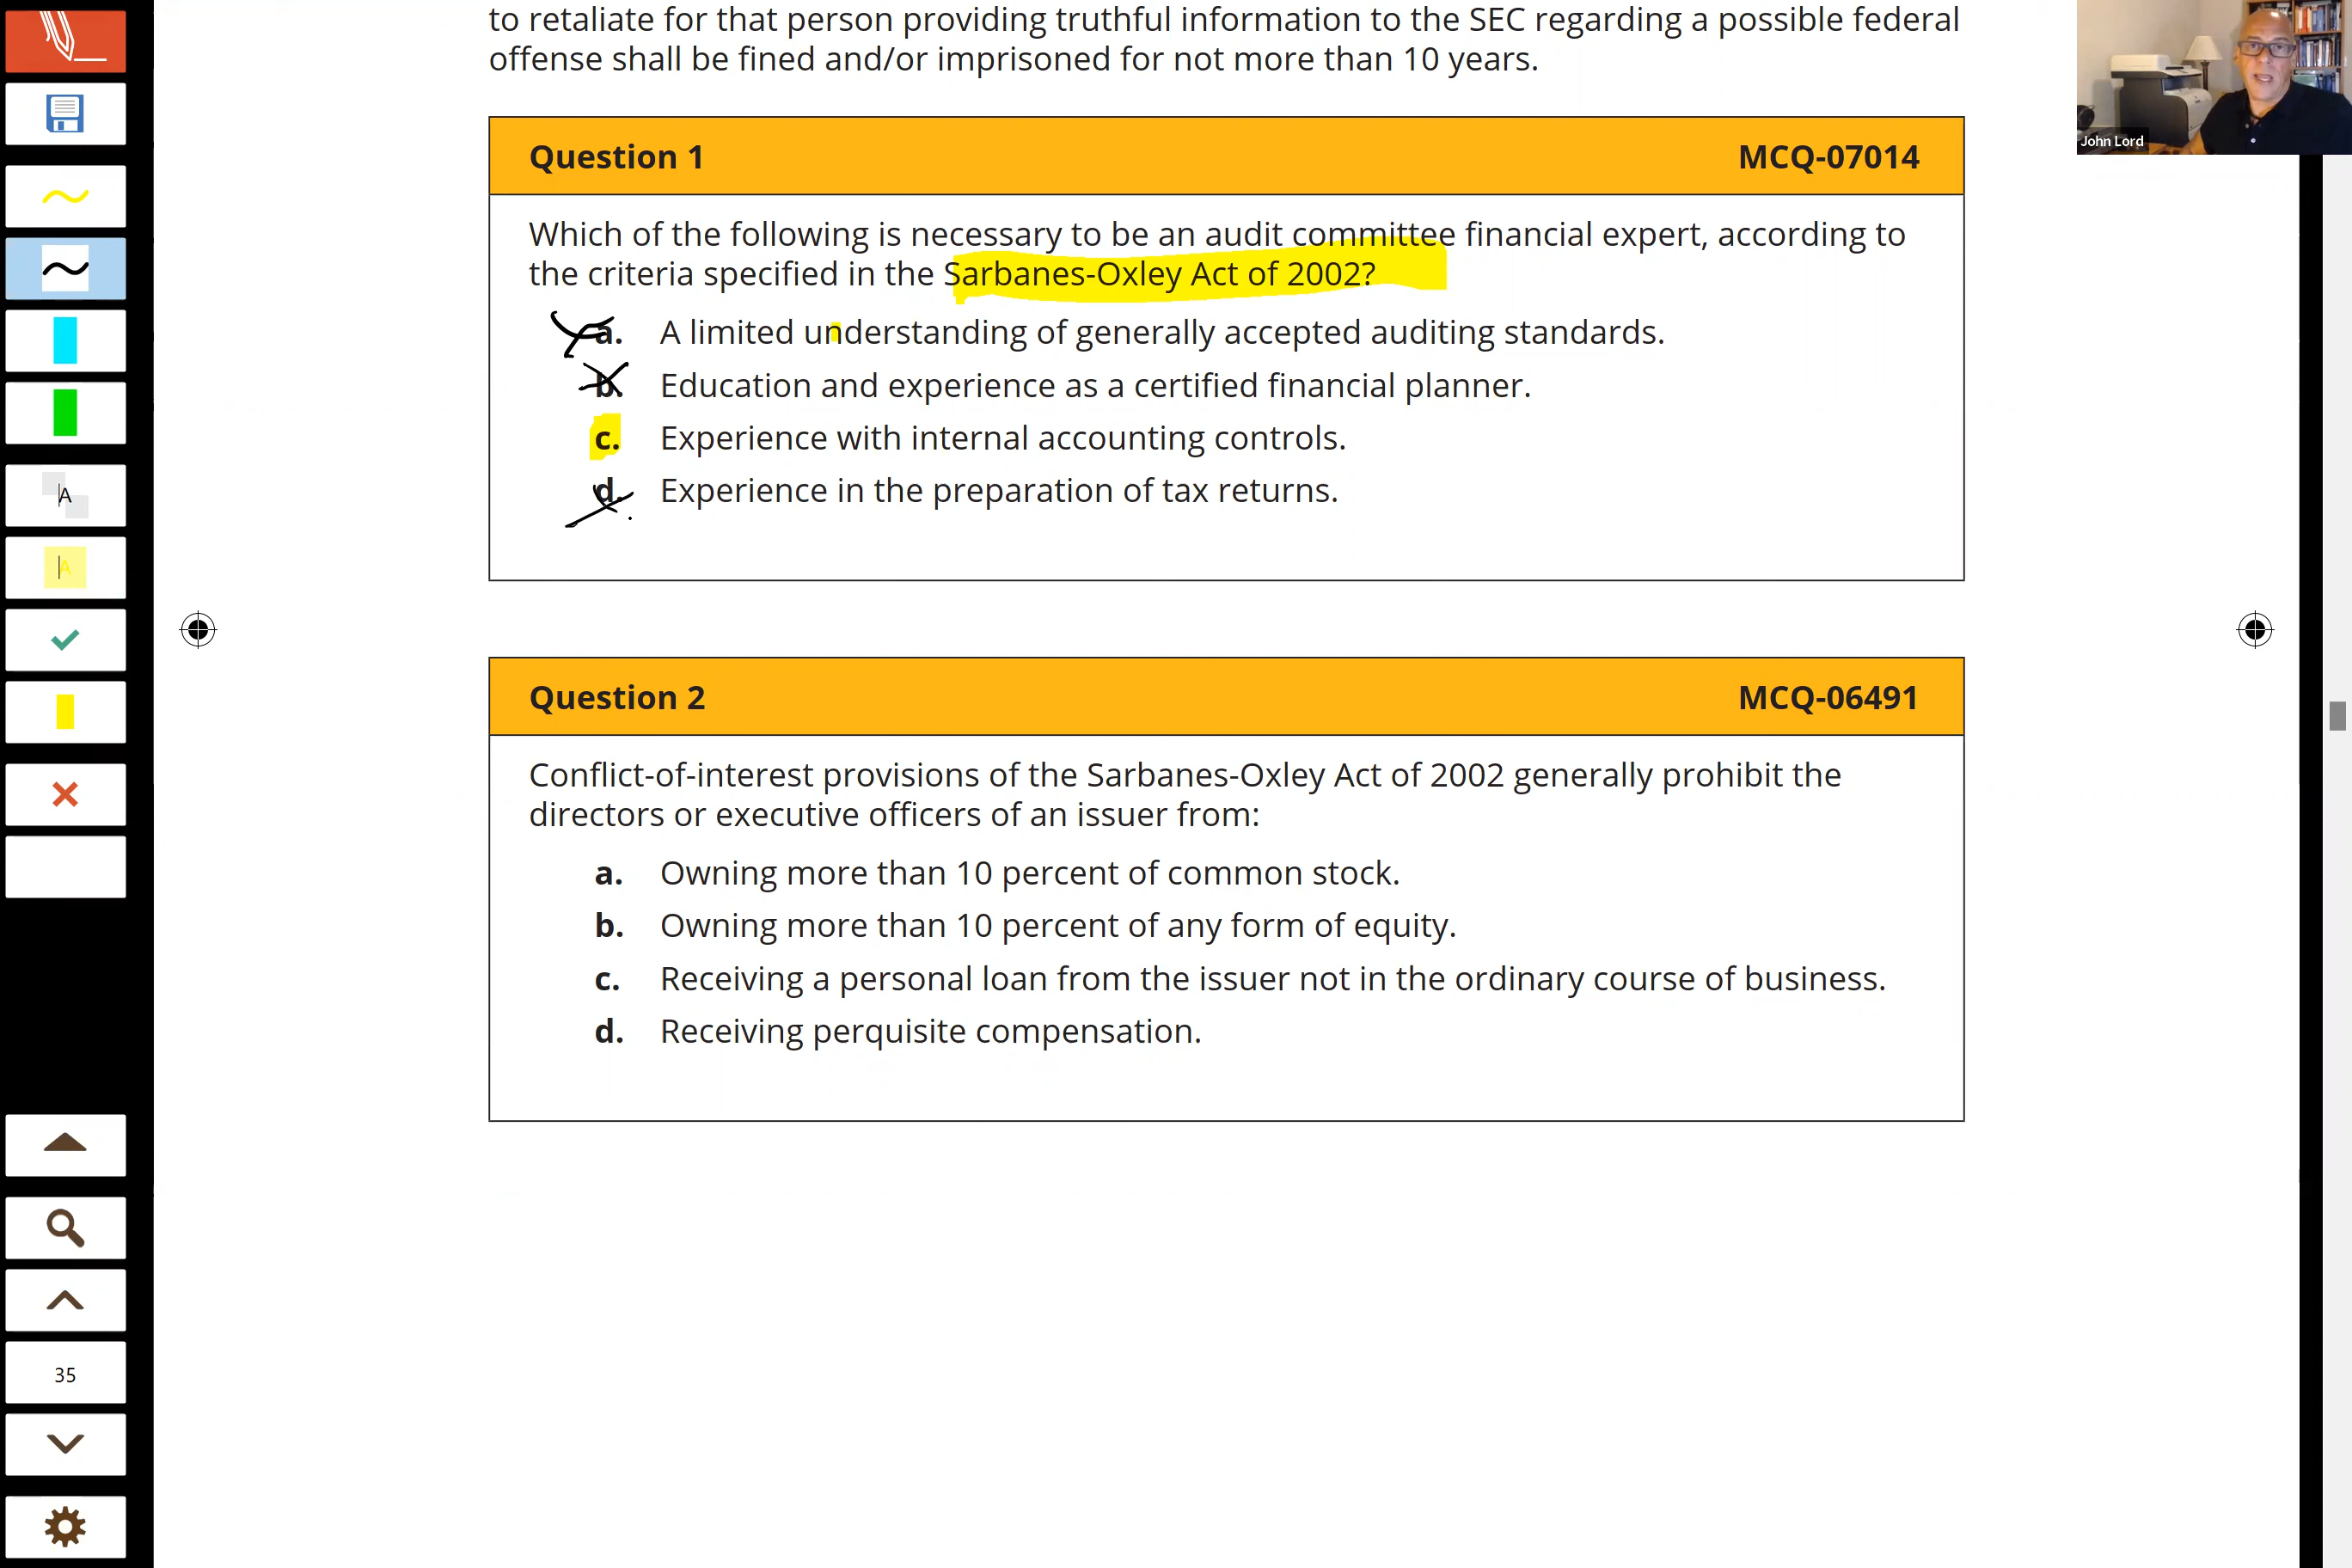 to retaliate for that person providing truthful information to the SEC regarding a possible federal
offense shall be fined and/or imprisoned for not more than 10 years.
John Lord
Question 1 MCQ-07014
Which of the following is necessary to be an audit committee financial expert, according to
the criteria specified in the Sarbanes-Oxley Act of 2002?
a. A limited understanding of generally accepted auditing standards.
b. Education and experience as a certified financial planner.
c. Experience with internal accounting controls.
d. Experience in the preparation of tax returns.
A
A
Question 2 MCQ-06491
Conflict-of-interest provisions of the Sarbanes-Oxley Act of 2002 generally prohibit the
directors or executive officers of an issuer from:
a. Owning more than 10 percent of common stock.
b. Owning more than 10 percent of any form of equity.
c. Receiving a personal loan from the issuer not in the ordinary course of business.
d. Receiving perquisite compensation.
35